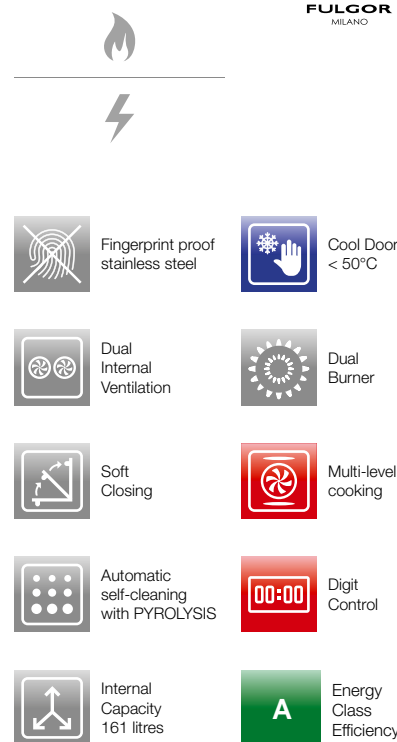 FULGOR
MILANO
Fingerprint proof
stainless steel
Cool Door
< 50°C
Dual
Internal
Ventilation
Dual
Burner
Soft
Closing
Multi-level
cooking
Automatic
self-cleaning
with PYROLYSIS
00:00
Digit
Control
Internal
Capacity
161 litres
A
Energy
Class
Efficiency